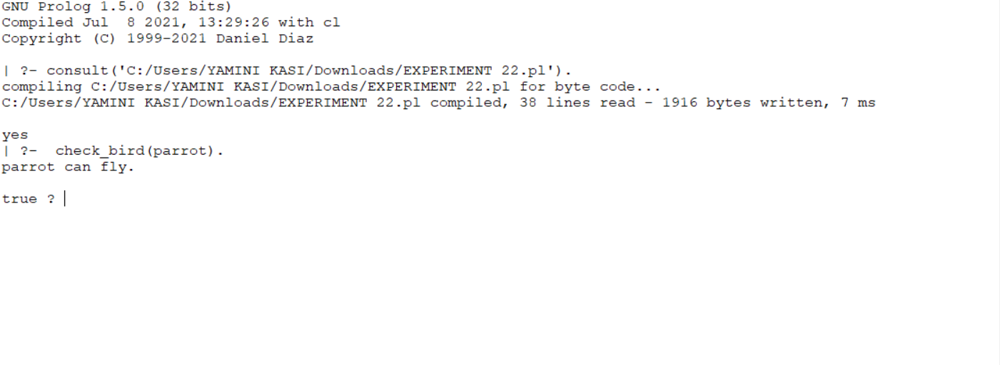 GNU Prolog 1.5.0 (32 bits)
Compiled Jul  8 2021, 13:29:26 with cl
Copyright (C) 1999-2021 Daniel Diaz
| ?- consult('C:/Users/YAMINI KASI/Downloads/EXPERIMENT 22.pl').
compiling C:/Users/YAMINI KASI/Downloads/EXPERIMENT 22.pl for byte code...
C:/Users/YAMINI KASI/Downloads/EXPERIMENT 22.pl compiled, 38 lines read - 1916 bytes written, 7 ms
yes
| ?-  check_bird(parrot).
parrot can fly.
true ?